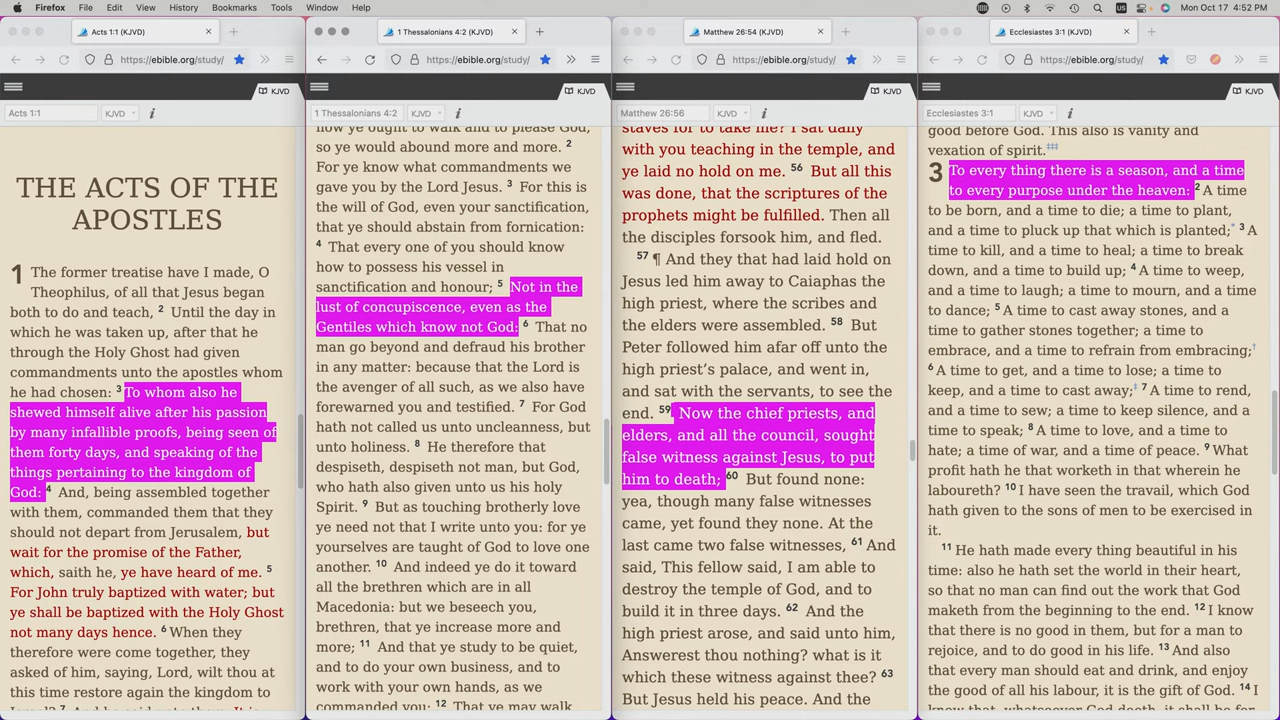 Firefox File Edit View History Bookmarks Tools Window Help US Mon Oct 17 4:52 PM
Acts 1:1 (KJVD)
https://ebible.org/study/
KJVD
Acts 1:1 KJVD i
THE ACTS OF THE
APOSTLES
1 The former treatise have I made, O
Theophilus, of all that Jesus began
both to do and teach, 2 Until the day in
which he was taken up, after that he
through the Holy Ghost had given
commandments unto the apostles whom
he had chosen: 3 To whom also he
shewed himself alive after his passion
by many infallible proofs, being seen of
them forty days, and speaking of the
things pertaining to the kingdom of
God: 4 And, being assembled together
with them, commanded them that they
should not depart from Jerusalem, but
wait for the promise of the Father,
which, saith he, ye have heard of me. 5
For John truly baptized with water; but
ye shall be baptized with the Holy Ghost
not many days hence. 6 When they
therefore were come together, they
asked of him, saying, Lord, wilt thou at
this time restore again the kingdom to
1 Thessalonians 4:2 (KJVD)
https://ebible.org/study/
KJVD
1 Thessalonians 4:2 KJVD i
how ye ought to walk and to please God,
so ye would abound more and more. 2
For ye know what commandments we
gave you by the Lord Jesus. 3 For this is
the will of God, even your sanctification,
that ye should abstain from fornication:
4 That every one of you should know
how to possess his vessel in
sanctification and honour; 5 Not in the
lust of concupiscence, even as the
Gentiles which know not God: 6 That no
man go beyond and defraud his brother
in any matter: because that the Lord is
the avenger of all such, as we also have
forewarned you and testified. 7 For God
hath not called us unto uncleanness, but
unto holiness. 8 He therefore that
despiseth, despiseth not man, but God,
who hath also given unto us his holy
Spirit. 9 But as touching brotherly love
ye need not that I write unto you: for ye
yourselves are taught of God to love one
another. 10 And indeed ye do it toward
all the brethren which are in all
Macedonia: but we beseech you,
brethren, that ye increase more and
more; 11 And that ye study to be quiet,
and to do your own business, and to
work with your own hands, as we
commanded you; 12 That ye may walk
Matthew 26:54 (KJVD)
https://ebible.org/study/
KJVD
Matthew 26:56 KJVD i
staves for to take me? I sat daily
with you teaching in the temple, and
ye laid no hold on me. 56 But all this
was done, that the scriptures of the
prophets might be fulfilled. Then all
the disciples forsook him, and fled.
57 ¶ And they that had laid hold on
Jesus led him away to Caiaphas the
high priest, where the scribes and
the elders were assembled. 58 But
Peter followed him afar off unto the
high priest's palace, and went in,
and sat with the servants, to see the
end. 59 Now the chief priests, and
elders, and all the council, sought
false witness against Jesus, to put
him to death; 60 But found none:
yea, though many false witnesses
came, yet found they none. At the
last came two false witnesses, 61 And
said, This fellow said, I am able to
destroy the temple of God, and to
build it in three days. 62 And the
high priest arose, and said unto him,
Answerest thou nothing? what is it
which these witness against thee? 63
But Jesus held his peace. And the
Ecclesiastes 3:1 (KJVD)
https://ebible.org/study/
KJVD
Ecclesiastes 3:1 KJVD i
good before God. This also is vanity and
vexation of spirit.‡‡‡
3 To every thing there is a season, and a time
to every purpose under the heaven: 2 A time
to be born, and a time to die; a time to plant,
and a time to pluck up that which is planted;* 3 A
time to kill, and a time to heal; a time to break
down, and a time to build up; 4 A time to weep,
and a time to laugh; a time to mourn, and a time
to dance; 5 A time to cast away stones, and a
time to gather stones together; a time to
embrace, and a time to refrain from embracing;†
6 A time to get, and a time to lose; a time to
keep, and a time to cast away;‡ 7 A time to rend,
and a time to sew; a time to keep silence, and a
time to speak; 8 A time to love, and a time to
hate; a time of war, and a time of peace. 9 What
profit hath he that worketh in that wherein he
laboureth? 10 I have seen the travail, which God
hath given to the sons of men to be exercised in
it.
11 He hath made every thing beautiful in his
time: also he hath set the world in their heart,
so that no man can find out the work that God
maketh from the beginning to the end. 12 I know
that there is no good in them, but for a man to
rejoice, and to do good in his life. 13 And also
that every man should eat and drink, and enjoy
the good of all his labour, it is the gift of God. 14 I